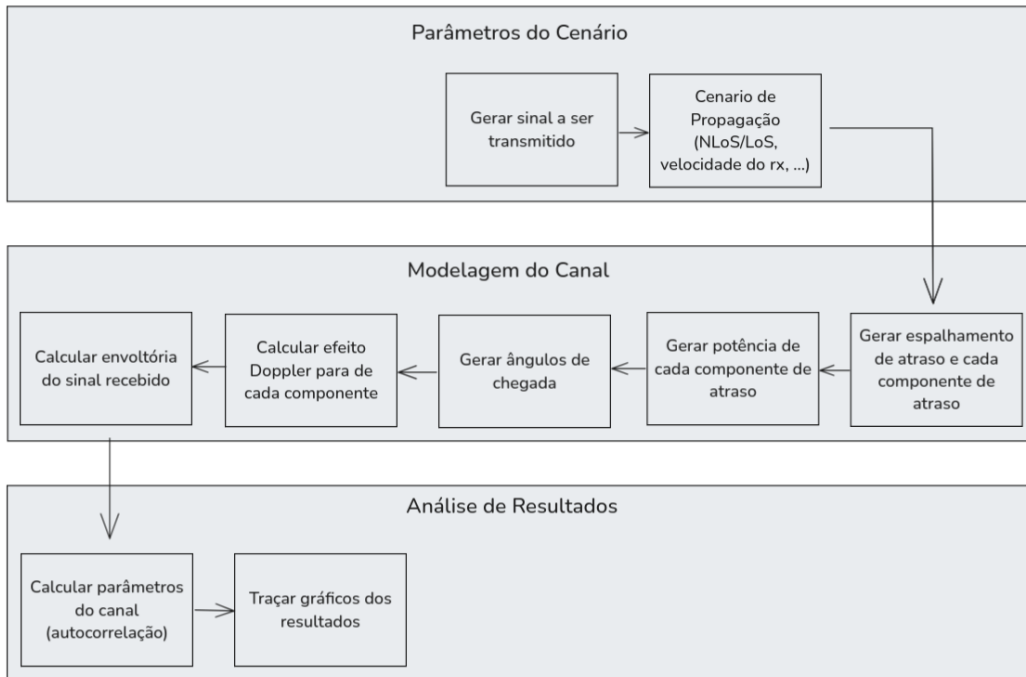 Parâmetros do Cenário
Gerar sinal a ser
transmitido
Cenario de
Propagação
(NLoS/LoS,
velocidade do rx, ...)
Modelagem do Canal
Calcular envoltória
do sinal recebido
Calcular efeito
Doppler para de
cada componente
Gerar ângulos de
chegada
Gerar potência de
cada componente de
atraso
Gerar espalhamento
de atraso e cada
componente de
atraso
Análise de Resultados
Calcular parâmetros
do canal
(autocorrelação)
Traçar gráficos dos
resultados